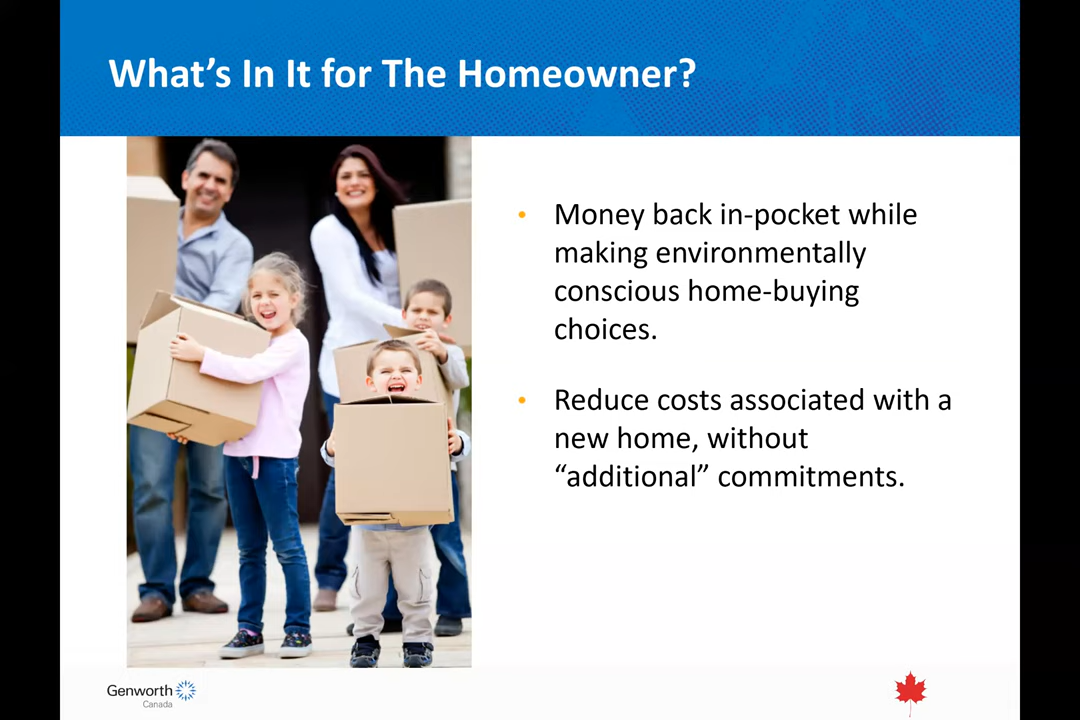 What’s In It for The Homeowner?
• Money back in-pocket while
making environmentally
conscious home-buying
choices.
• Reduce costs associated with a
new home, without
“additional” commitments.
Genworth
Canada